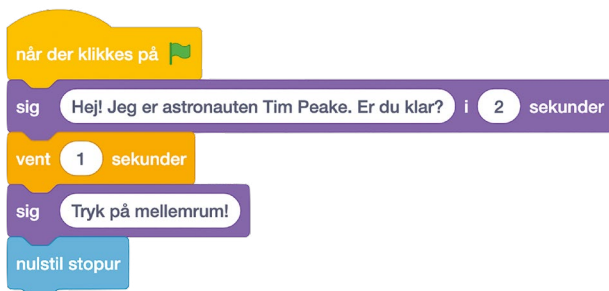 når der klikkes på
sig Hej! Jeg er astronauten Tim Peake. Er du klar? i 2 sekunder
vent 1 sekunder
sig Tryk på mellemrum!
nulstil stopur